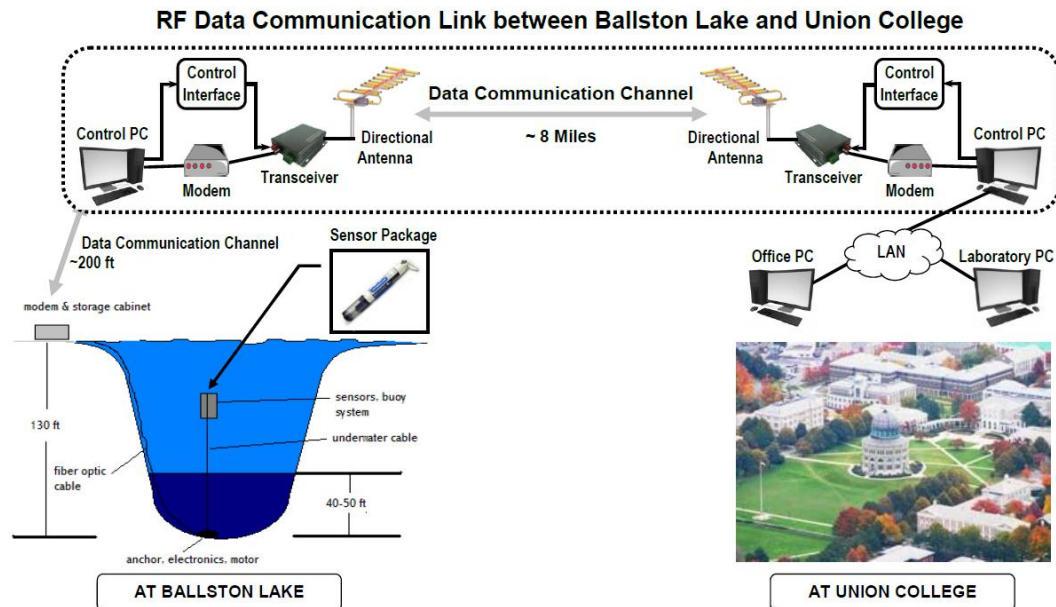 RF Data Communication Link between Ballston Lake and Union College
Control
Interface
Control PC
Modem
Transceiver
Directional
Antenna
Data Communication Channel
~ 8 Miles
Directional
Antenna
Control
Interface
Transceiver
Modem
Control PC
Data Communication Channel
~200 ft
Sensor Package
modem & storage cabinet
130 ft
fiber optic
cable
sensors, buoy
system
underwater cable
40-50 ft
anchor, electronics, motor
AT BALLSTON LAKE
Office PC
LAN
Laboratory PC
AT UNION COLLEGE